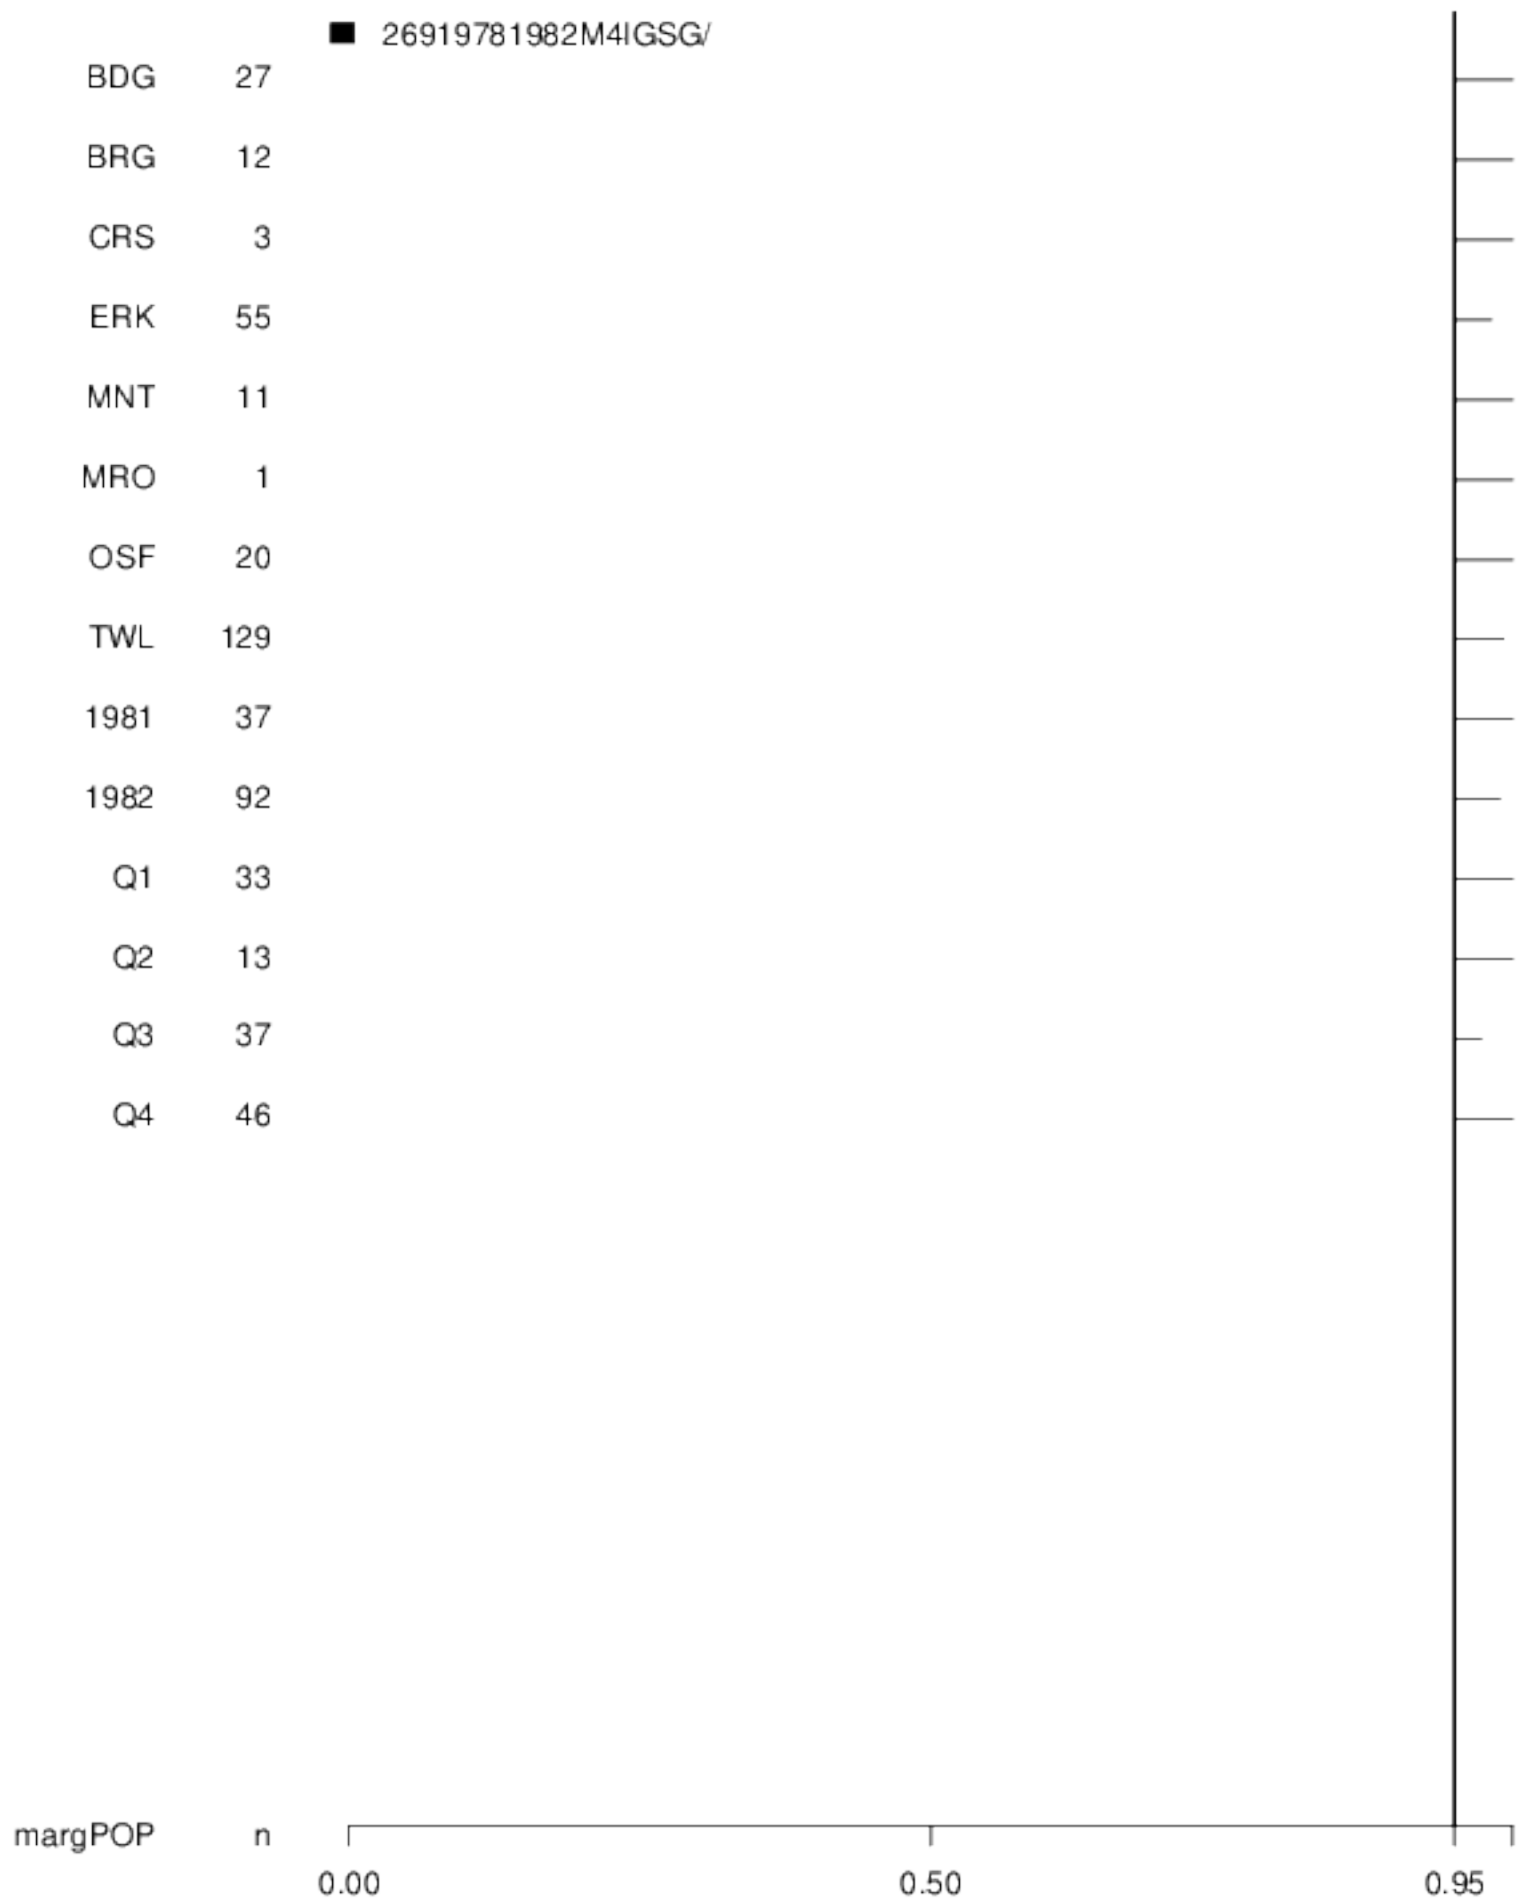 26919781982M4IGSG/
BDG 27
BRG 12
CRS 3
ERK 55
MNT 11
MRO 1
OSF 20
TWL 129
1981 37
1982 92
Q1 33
Q2 13
Q3 37
Q4 46
margPOP n
0.00 0.50 0.95